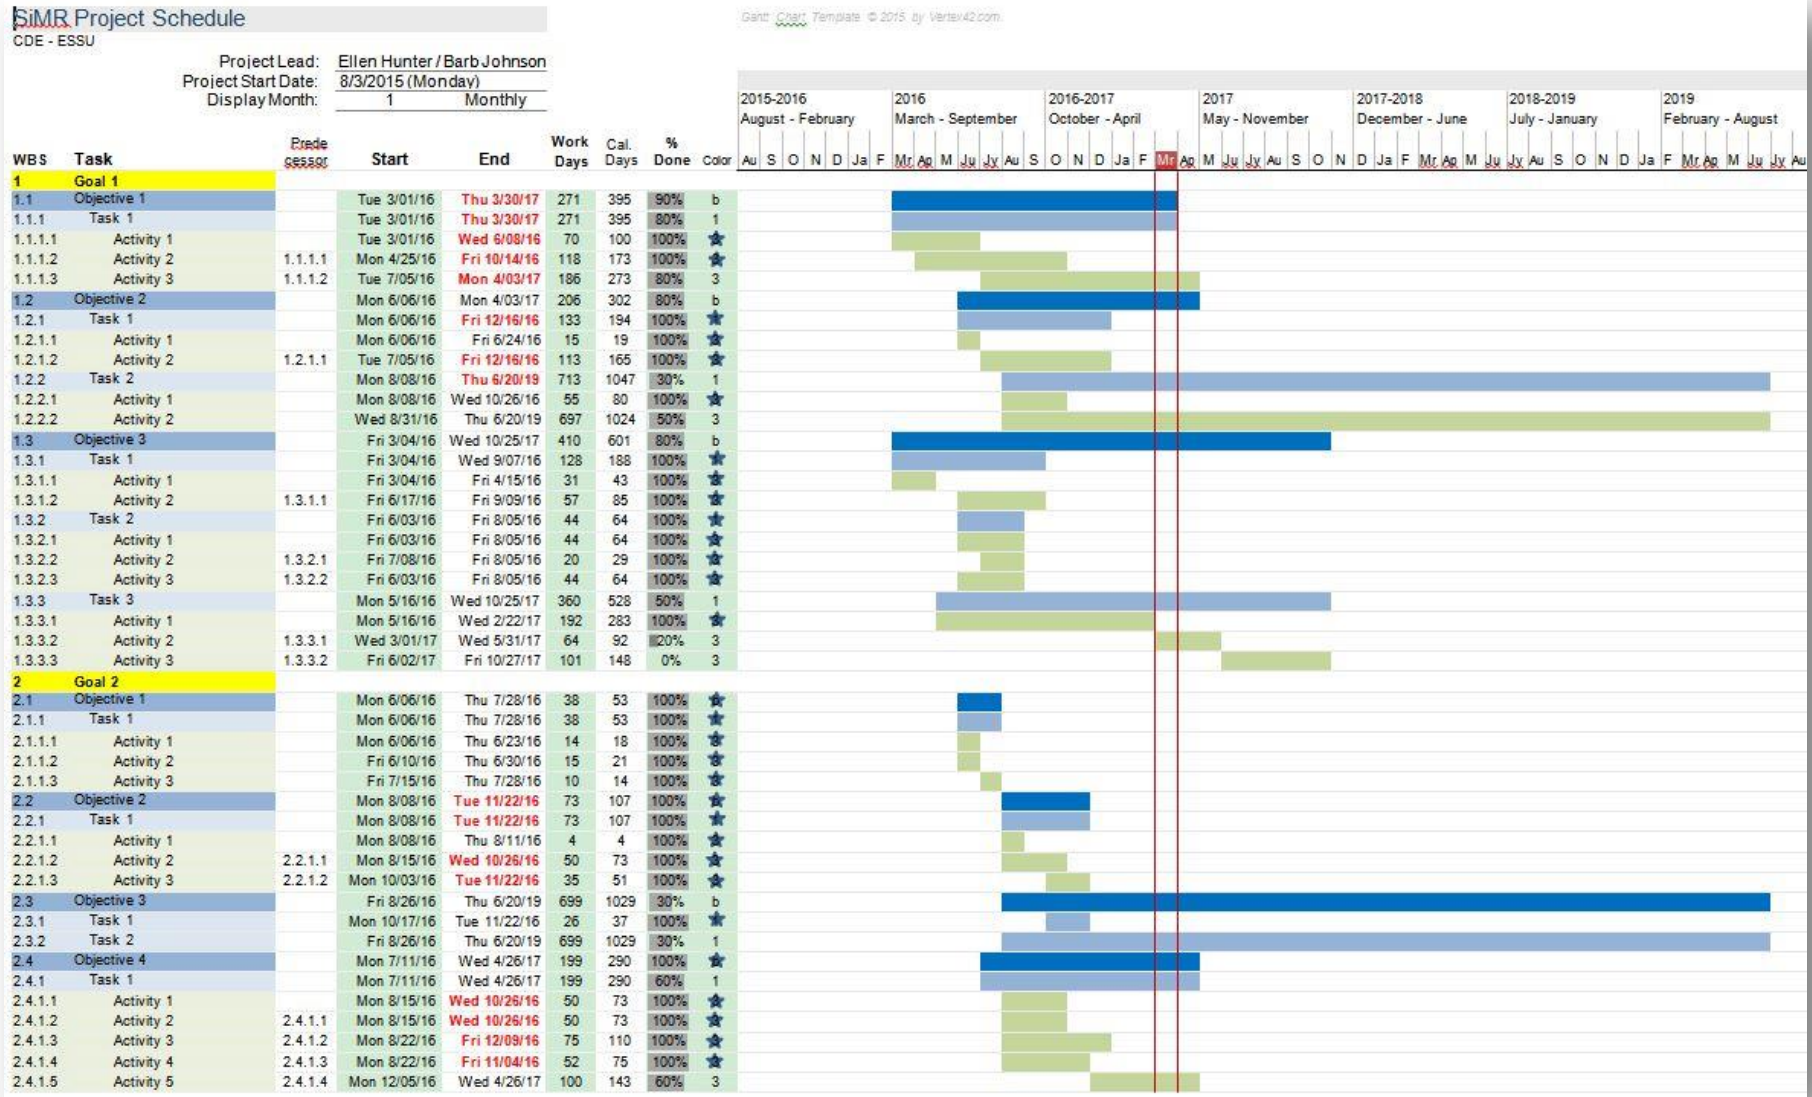 SiMR Project Schedule
Gantt Chart Template © 2015 by Vertex42.com.
CDE - ESSU
Project Lead: Ellen Hunter / Barb Johnson
Project Start Date: 8/3/2015 (Monday)
Display Month: 1 Monthly
2015-2016 2016 2016-2017 2017 2017-2018 2018-2019 2019
August - February March - September October - April May - November December - June July - January February - August
WBS Task Predecessor Start End Work Days Cal. Days % Done Color Au S O N D Ja F Mr Ap M Ju Jy Au S O N D Ja F Mr Ap M Ju Jy Au S O N D Ja F Mr Ap M Ju Jy Au S O N D Ja F Mr Ap M Ju Jy Au
1 Goal 1
1.1 Objective 1 Tue 3/01/16 Thu 3/30/17 271 395 90% b
1.1.1 Task 1 Tue 3/01/16 Thu 3/30/17 271 395 80% 1
1.1.1.1 Activity 1 Tue 3/01/16 Wed 6/08/16 70 100 100%
1.1.1.2 Activity 2 1.1.1.1 Mon 4/25/16 Fri 10/14/16 118 173 100%
1.1.1.3 Activity 3 1.1.1.2 Tue 7/05/16 Mon 4/03/17 186 273 80% 3
1.2 Objective 2 Mon 6/06/16 Mon 4/03/17 206 302 80% b
1.2.1 Task 1 Mon 6/06/16 Fri 12/16/16 133 194 100%
1.2.1.1 Activity 1 Mon 6/06/16 Fri 6/24/16 15 19 100%
1.2.1.2 Activity 2 1.2.1.1 Tue 7/05/16 Fri 12/16/16 113 165 100%
1.2.2 Task 2 Mon 8/08/16 Thu 6/20/19 713 1047 30% 1
1.2.2.1 Activity 1 Mon 8/08/16 Wed 10/26/16 55 80 100%
1.2.2.2 Activity 2 Wed 8/31/16 Thu 6/20/19 697 1024 50% 3
1.3 Objective 3 Fri 3/04/16 Wed 10/25/17 410 601 80% b
1.3.1 Task 1 Fri 3/04/16 Wed 9/07/16 128 188 100%
1.3.1.1 Activity 1 Fri 3/04/16 Fri 4/15/16 31 43 100%
1.3.1.2 Activity 2 1.3.1.1 Fri 6/17/16 Fri 9/09/16 57 85 100%
1.3.2 Task 2 Fri 6/03/16 Fri 8/05/16 44 64 100%
1.3.2.1 Activity 1 Fri 6/03/16 Fri 8/05/16 44 64 100%
1.3.2.2 Activity 2 1.3.2.1 Fri 7/08/16 Fri 8/05/16 20 29 100%
1.3.2.3 Activity 3 1.3.2.2 Fri 6/03/16 Fri 8/05/16 44 64 100%
1.3.3 Task 3 Mon 5/16/16 Wed 10/25/17 360 528 50% 1
1.3.3.1 Activity 1 Mon 5/16/16 Wed 2/22/17 192 283 100%
1.3.3.2 Activity 2 1.3.3.1 Wed 3/01/17 Wed 5/31/17 64 92 20% 3
1.3.3.3 Activity 3 1.3.3.2 Fri 6/02/17 Fri 10/27/17 101 148 0% 3
2 Goal 2
2.1 Objective 1 Mon 6/06/16 Thu 7/28/16 38 53 100%
2.1.1 Task 1 Mon 6/06/16 Thu 7/28/16 38 53 100%
2.1.1.1 Activity 1 Mon 6/06/16 Thu 6/23/16 14 18 100%
2.1.1.2 Activity 2 Fri 6/10/16 Thu 6/30/16 15 21 100%
2.1.1.3 Activity 3 Fri 7/15/16 Thu 7/28/16 10 14 100%
2.2 Objective 2 Mon 8/08/16 Tue 11/22/16 73 107 100%
2.2.1 Task 1 Mon 8/08/16 Tue 11/22/16 73 107 100%
2.2.1.1 Activity 1 Mon 8/08/16 Thu 8/11/16 4 4 100%
2.2.1.2 Activity 2 2.2.1.1 Mon 8/15/16 Wed 10/26/16 50 73 100%
2.2.1.3 Activity 3 2.2.1.2 Mon 10/03/16 Tue 11/22/16 35 51 100%
2.3 Objective 3 Fri 8/26/16 Thu 6/20/19 699 1029 30% b
2.3.1 Task 1 Mon 10/17/16 Tue 11/22/16 26 37 100%
2.3.2 Task 2 Fri 8/26/16 Thu 6/20/19 699 1029 30% 1
2.4 Objective 4 Mon 7/11/16 Wed 4/26/17 199 290 100%
2.4.1 Task 1 Mon 7/11/16 Wed 4/26/17 199 290 60% 1
2.4.1.1 Activity 1 Mon 8/15/16 Wed 10/26/16 50 73 100%
2.4.1.2 Activity 2 2.4.1.1 Mon 8/15/16 Wed 10/26/16 50 73 100%
2.4.1.3 Activity 3 2.4.1.2 Mon 8/22/16 Fri 12/09/16 75 110 100%
2.4.1.4 Activity 4 2.4.1.3 Mon 8/22/16 Fri 11/04/16 52 75 100%
2.4.1.5 Activity 5 2.4.1.4 Mon 12/05/16 Wed 4/26/17 100 143 60% 3